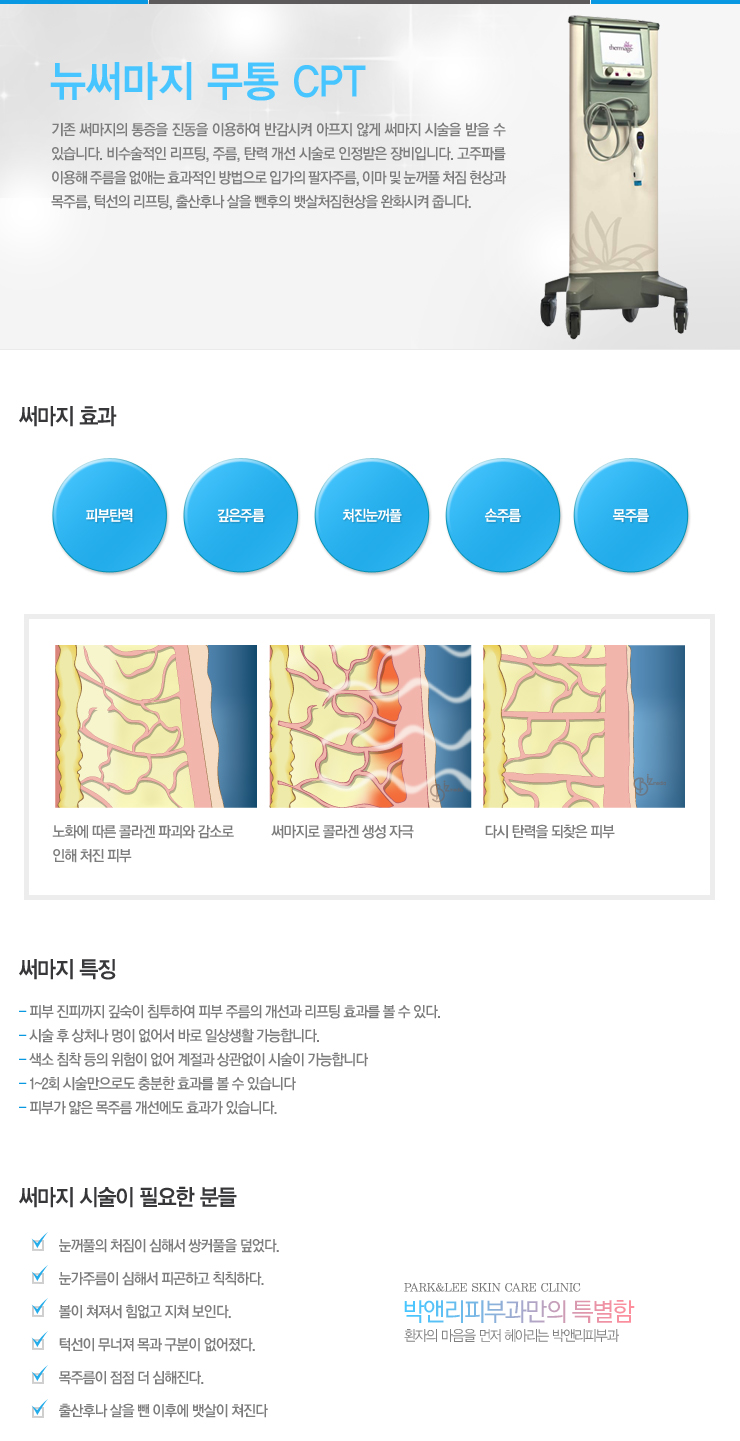 thermage
뉴써마지 무통 CPT
기존 써마지의 통증을 진동을 이용하여 반감시켜 아프지 않게 써마지 시술을 받을 수
있습니다. 비수술적인 리프팅, 주름, 탄력 개선 시술로 인정받은 장비입니다. 고주파를
이용해 주름을 없애는 효과적인 방법으로 입가의 팔자주름, 이마 및 눈꺼풀 처짐 현상과
목주름, 턱선의 리프팅, 출산후나 살을 뺀후의 뱃살처짐현상을 완화시켜 줍니다.
써마지 효과
피부탄력
깊은주름
쳐진눈꺼풀
손주름
목주름
노화에 따른 콜라겐 파괴와 감소로
인해 처진 피부
써마지로 콜라겐 생성 자극
다시 탄력을 되찾은 피부
써마지 특징
- 피부 진피까지 깊숙이 침투하여 피부 주름의 개선과 리프팅 효과를 볼 수 있다.
- 시술 후 상처나 멍이 없어서 바로 일상생활 가능합니다.
- 색소 침착 등의 위험이 없어 계절과 상관없이 시술이 가능합니다
- 1~2회 시술만으로도 충분한 효과를 볼 수 있습니다
- 피부가 얇은 목주름 개선에도 효과가 있습니다.
써마지 시술이 필요한 분들
눈꺼풀의 처짐이 심해서 쌍커풀을 덮었다.
눈가주름이 심해서 피곤하고 칙칙하다.
볼이 쳐져서 힘없고 지쳐 보인다.
턱선이 무너져 목과 구분이 없어졌다.
목주름이 점점 더 심해진다.
출산후나 살을 뺀 이후에 뱃살이 쳐진다
PARK&LEE SKIN CARE CLINIC
박앤리피부과만의 특별함
환자의 마음을 먼저 헤아리는 박앤리피부과